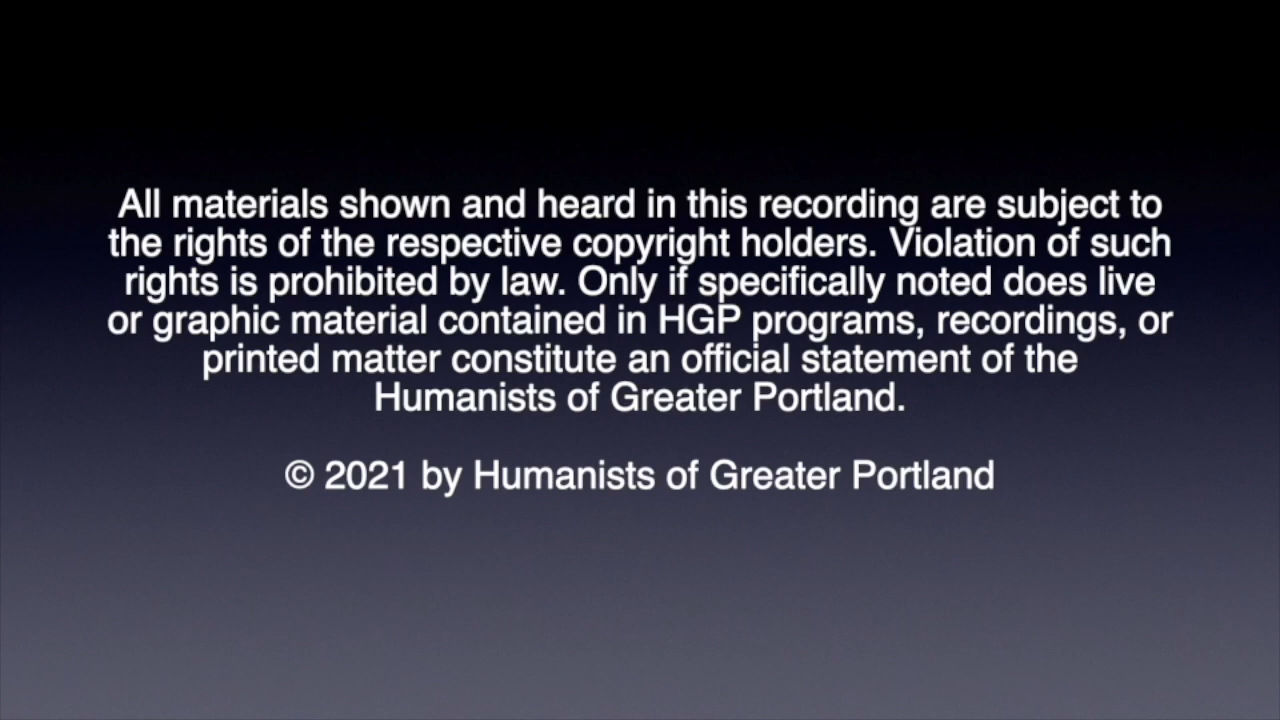 All materials shown and heard in this recording are subject to
the rights of the respective copyright holders. Violation of such
rights is prohibited by law. Only if specifically noted does live
or graphic material contained in HGP programs, recordings, or
printed matter constitute an official statement of the
Humanists of Greater Portland.
© 2021 by Humanists of Greater Portland